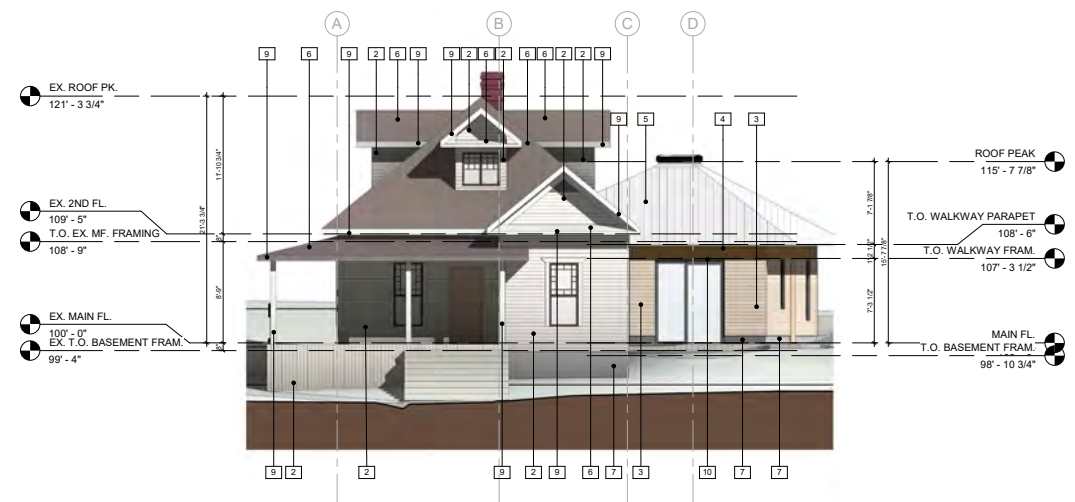 A B C D
9 6 9 2 6 9 9 2 6 2 6 6 2 2 9
EX. ROOF PK.
121' - 3 3/4"
9 5 4 3
ROOF PEAK
115' - 7 7/8"
11'-10 3/4"
21'-3 3/4"
7'-1 7/8"
EX. 2ND FL.
109' - 5"
T.O. WALKWAY PARAPET
108' - 6"
T.O. EX. MF. FRAMING
108' - 9"
8"
T.O. WALKWAY FRAM.
107' - 3 1/2"
8'-9"
7'-3 1/2"
EX. MAIN FL.
100' - 0"
MAIN FL.
EX. T.O. BASEMENT FRAM.
99' - 4"
8"
T.O. BASEMENT FRAM.
98' - 10 3/4"
9 2 2 9 2 9 6 7 3 10 7 7